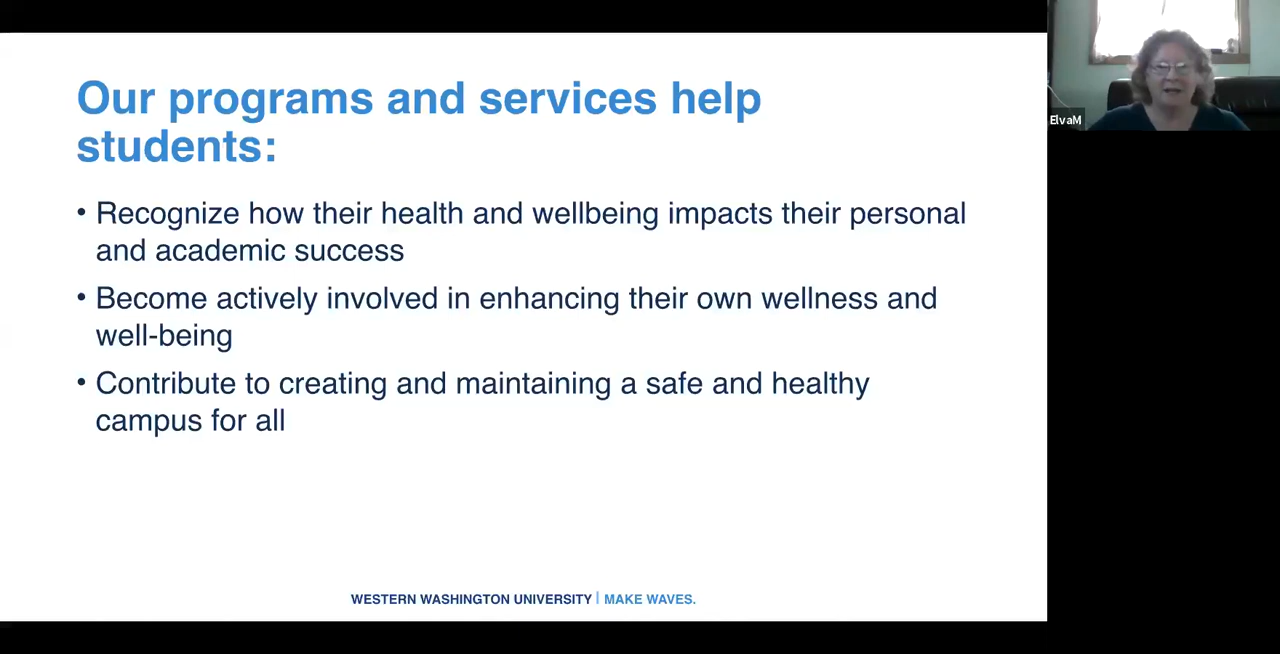 Our programs and services help
students:
• Recognize how their health and wellbeing impacts their personal
and academic success
• Become actively involved in enhancing their own wellness and
well-being
• Contribute to creating and maintaining a safe and healthy
campus for all
WESTERN WASHINGTON UNIVERSITY | MAKE WAVES.
ElvaM